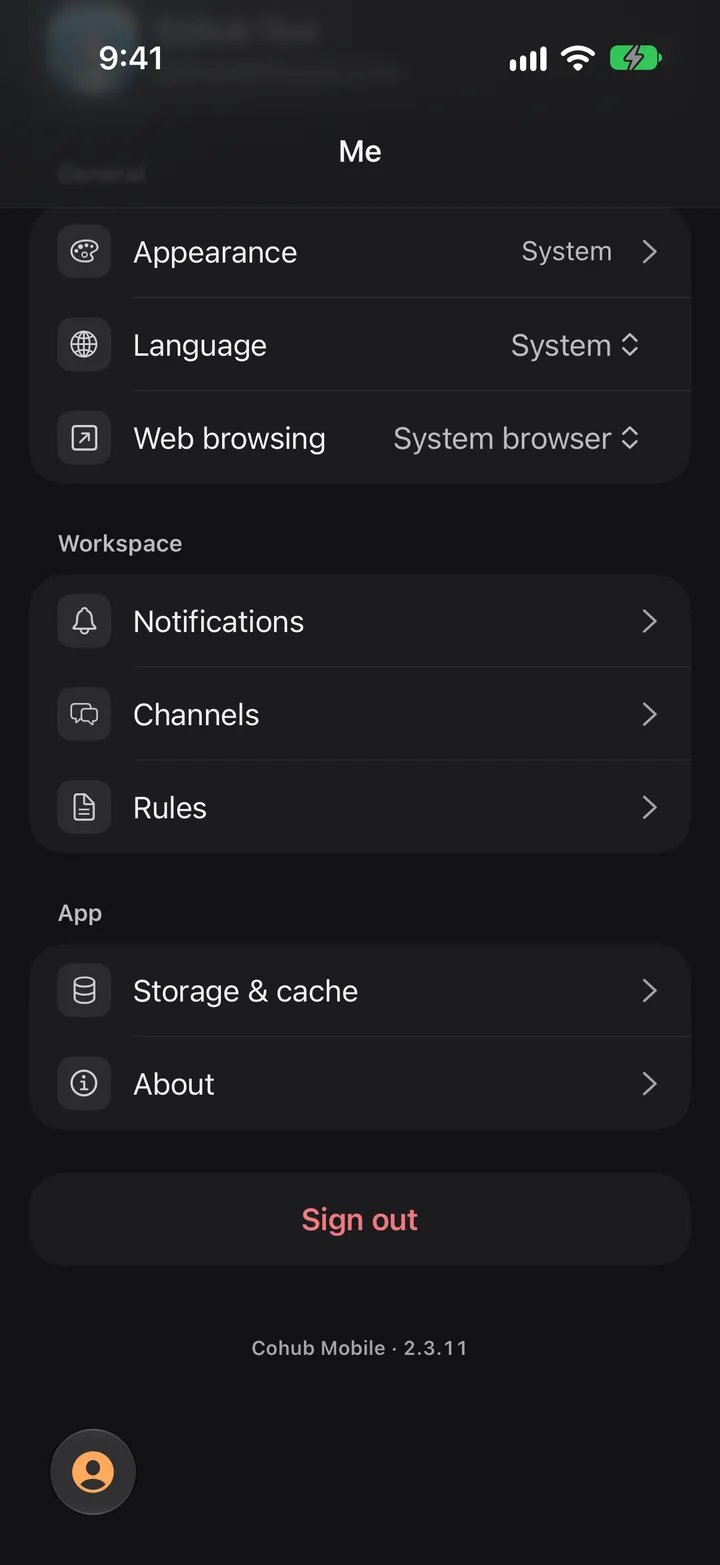 9:41
Me
General
Appearance System
Language System
Web browsing System browser
Workspace
Notifications
Channels
Rules
App
Storage & cache
About
Sign out
Cohub Mobile · 2.3.11